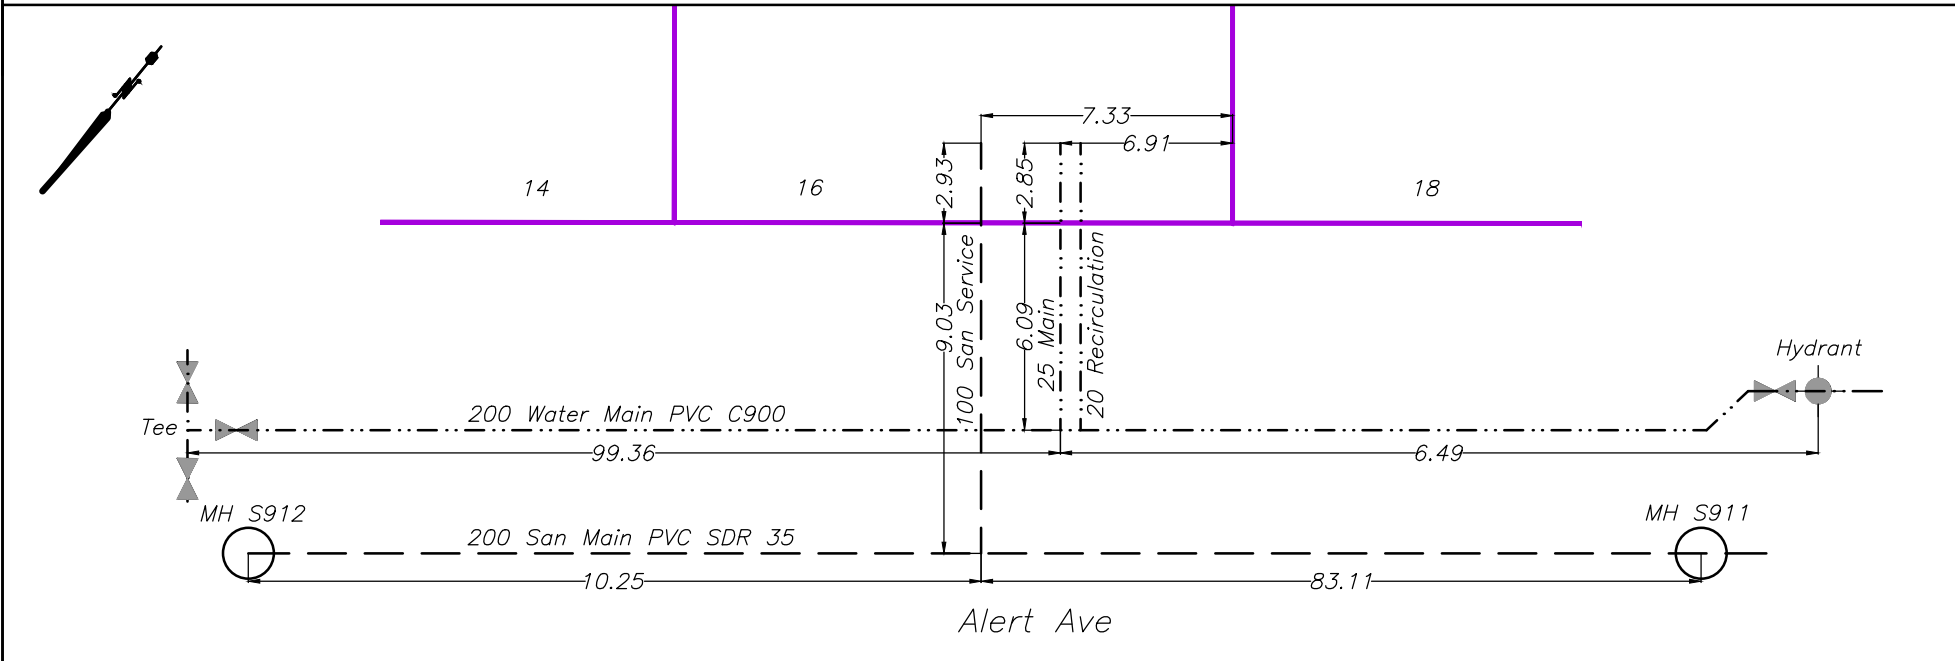 7.33
6.91
2.93
2.85
14
16
18
100 San Service
9.03
6.09
25 Main
20 Recirculation
Hydrant
200 Water Main PVC C900
Tee
99.36
6.49
MH S912
MH S911
200 San Main PVC SDR 35
10.25
83.11
Alert Ave